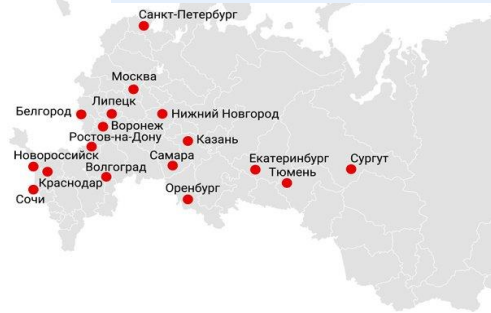 Санкт-Петербург
Москва
Белгород
Липецк
Нижний Новгород
Воронеж
Ростов-на-Дону
Казань
Новороссийск
Самара
Екатеринбург
Сургут
Волгоград
Тюмень
Краснодар
Оренбург
Сочи